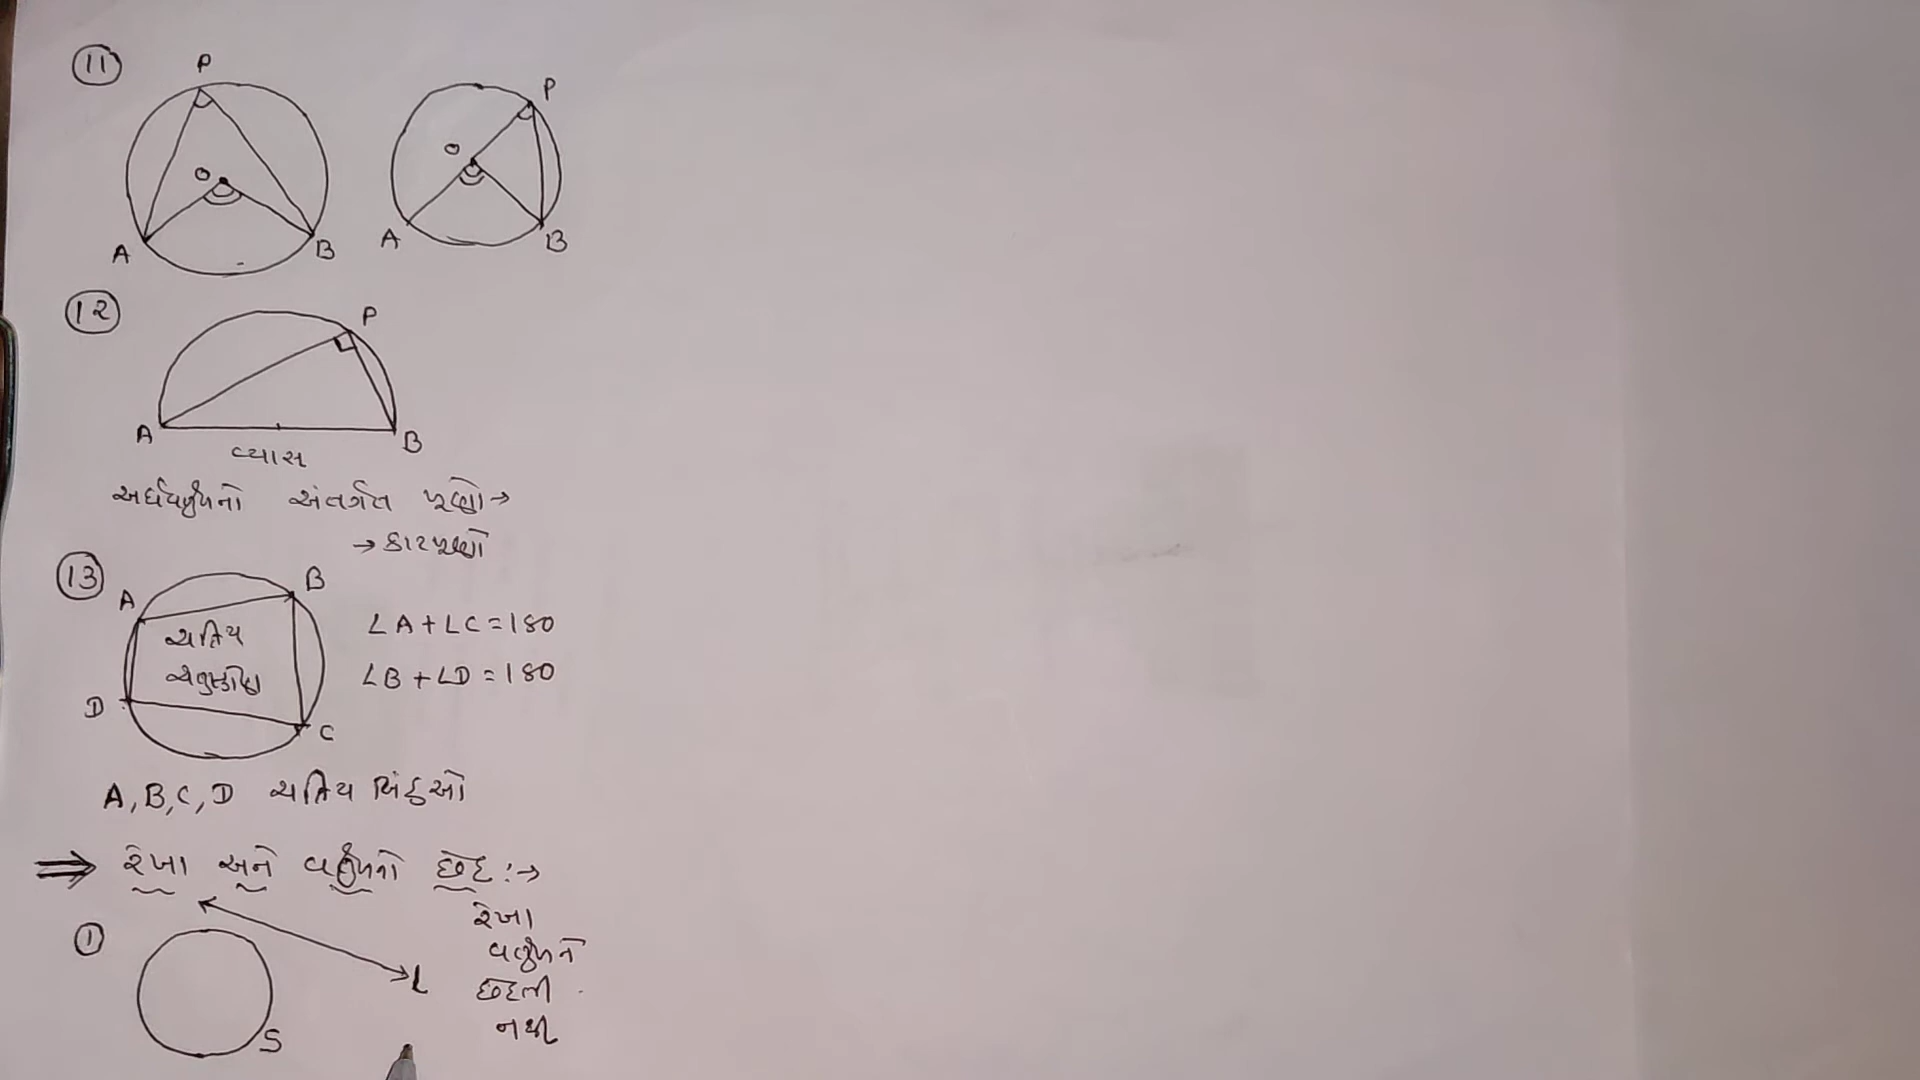 11
P
O
A
B
P
O
A
B
12
P
A
B
વ્યાસ
અર્ધવર્તુળનો અંતર્ગત ખૂણો →
→ કાટખૂણો
13
A
B
ચક્રિય
ચતુષ્કોણ
D
C
∠A + ∠C = 180
∠B + ∠D = 180
A, B, C, D ચક્રિય બિંદુઓ
⇒ રેખા અને વર્તુળનો છેદ :→
1
L
S
રેખા
વર્તુળને
છેદતી
નથી